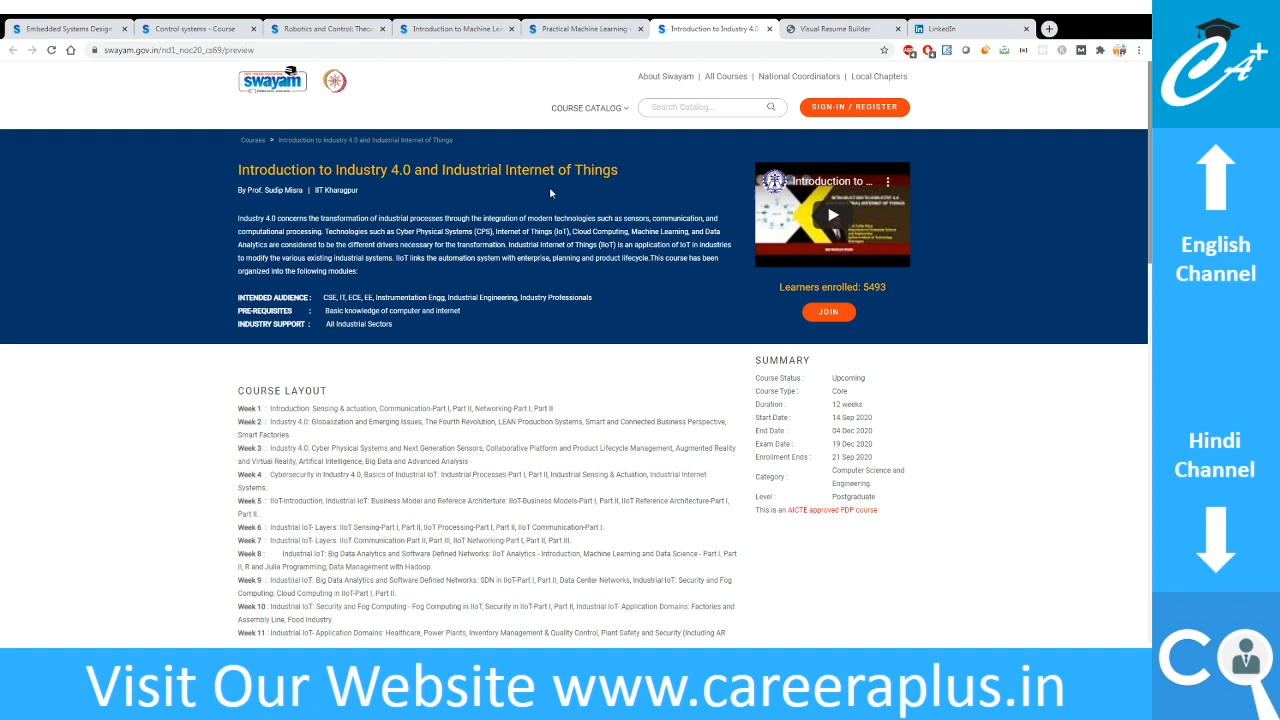 Embedded Systems Design
Control systems - Course
Robotics and Control: Theo
Introduction to Machine Lea
Practical Machine Learning w
Introduction to Industry 4.0
Visual Resume Builder
LinkedIn
swayam.gov.in/nd1_noc20_cs69/preview
swayam
About Swayam | All Courses | National Coordinators | Local Chapters
COURSE CATALOG
Search Catalog...
SIGN-IN / REGISTER
Courses > Introduction to Industry 4.0 and Industrial Internet of Things
Introduction to Industry 4.0 and Industrial Internet of Things
By Prof. Sudip Misra | IIT Kharagpur
Industry 4.0 concerns the transformation of industrial processes through the integration of modern technologies such as sensors, communication, and
computational processing. Technologies such as Cyber Physical Systems (CPS), Internet of Things (IoT), Cloud Computing, Machine Learning, and Data
Analytics are considered to be the different drivers necessary for the transformation. Industrial Internet of Things (IIoT) is an application of IoT in industries
to modify the various existing industrial systems. IIoT links the automation system with enterprise, planning and product lifecycle.This course has been
organized into the following modules:
INTENDED AUDIENCE : CSE, IT, ECE, EE, Instrumentation Engg, Industrial Engineering, Industry Professionals
PRE-REQUISITES : Basic knowledge of computer and internet
INDUSTRY SUPPORT : All Industrial Sectors
Introduction to ...
Learners enrolled: 5493
JOIN
COURSE LAYOUT
Week 1 : Introduction: Sensing & actuation, Communication-Part I, Part II, Networking-Part I, Part II
Week 2 : Industry 4.0: Globalization and Emerging Issues, The Fourth Revolution, LEAN Production Systems, Smart and Connected Business Perspective,
Smart Factories
Week 3 : Industry 4.0: Cyber Physical Systems and Next Generation Sensors, Collaborative Platform and Product Lifecycle Management, Augmented Reality
and Virtual Reality, Artifical Intelligence, Big Data and Advanced Analysis
Week 4 : Cybersecurity in Industry 4.0, Basics of Industrial IoT: Industrial Processes-Part I, Part II, Industrial Sensing & Actuation, Industrial Internet
Systems.
Week 5 : IIoT-Introduction, Industrial IoT: Business Model and Referece Architerture: IIoT-Business Models-Part I, Part II, IIoT Reference Architecture-Part I,
Part II.
Week 6 : Industrial IoT- Layers: IIoT Sensing-Part I, Part II, IIoT Processing-Part I, Part II, IIoT Communication-Part I.
Week 7 : Industrial IoT- Layers: IIoT Communication-Part II, Part III, IIoT Networking-Part I, Part II, Part III.
Week 8 : Industrial IoT: Big Data Analytics and Software Defined Networks: IIoT Analytics - Introduction, Machine Learning and Data Science - Part I, Part
II, R and Julia Programming, Data Management with Hadoop.
Week 9 : Industrial IoT: Big Data Analytics and Software Defined Networks: SDN in IIoT-Part I, Part II, Data Center Networks, Industrial IoT: Security and Fog
Computing: Cloud Computing in IIoT-Part I, Part II.
Week 10 : Industrial IoT: Security and Fog Computing - Fog Computing in IIoT, Security in IIoT-Part I, Part II, Industrial IoT- Application Domains: Factories and
Assembly Line, Food Industry.
Week 11 : Industrial IoT- Application Domains: Healthcare, Power Plants, Inventory Management & Quality Control, Plant Safety and Security (Including AR
SUMMARY
Course Status : Upcoming
Course Type : Core
Duration : 12 weeks
Start Date : 14 Sep 2020
End Date : 04 Dec 2020
Exam Date : 19 Dec 2020
Enrollment Ends : 21 Sep 2020
Category : Computer Science and
Engineering
Level : Postgraduate
This is an AICTE approved FDP course
CA+
English
Channel
Hindi
Channel
Visit Our Website www.careeraplus.in